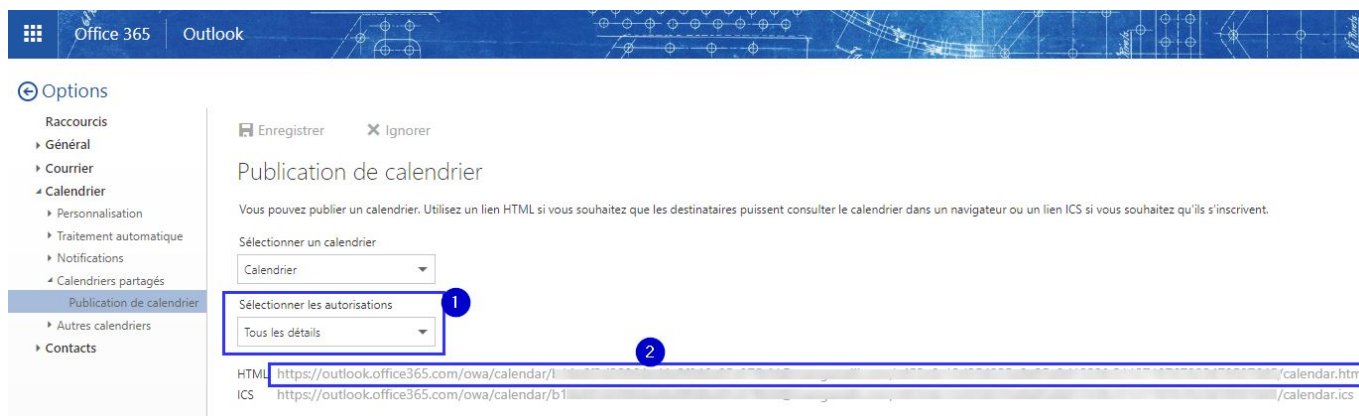 Office 365 Outlook
Options
Raccourcis
Général
Courrier
Calendrier
Personnalisation
Traitement automatique
Notifications
Calendriers partagés
Publication de calendrier
Autres calendriers
Contacts
Enregistrer Ignorer
Publication de calendrier
Vous pouvez publier un calendrier. Utilisez un lien HTML si vous souhaitez que les destinataires puissent consulter le calendrier dans un navigateur ou un lien ICS si vous souhaitez qu'ils s'inscrivent.
Sélectionner un calendrier
Calendrier
Sélectionner les autorisations 1
Tous les détails
2
HTML https://outlook.office365.com/owa/calendar/ /calendar.htm
ICS https://outlook.office365.com/owa/calendar/b1 /calendar.ics